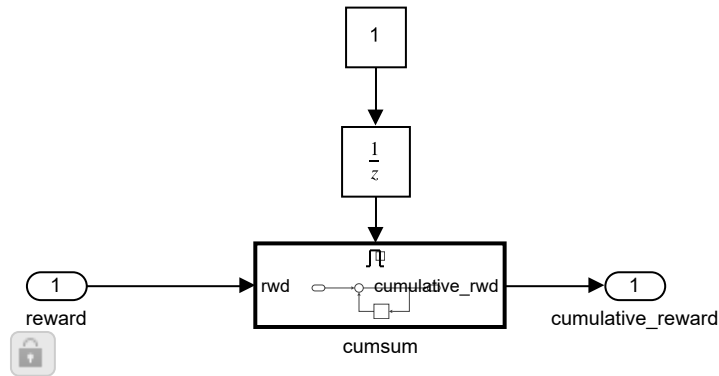 1
1
z
1
rwd
cumulative_rwd
1
reward
cumulative_reward
cumsum